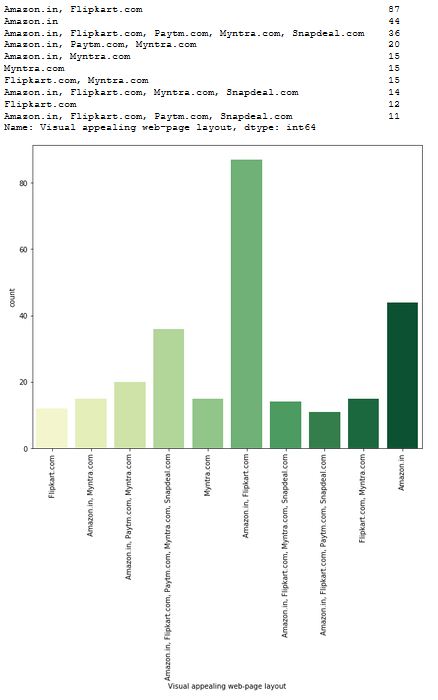 Amazon.in, Flipkart.com 87
Amazon.in 44
Amazon.in, Flipkart.com, Paytm.com, Myntra.com, Snapdeal.com 36
Amazon.in, Paytm.com, Myntra.com 20
Amazon.in, Myntra.com 15
Myntra.com 15
Flipkart.com, Myntra.com 15
Amazon.in, Flipkart.com, Myntra.com, Snapdeal.com 14
Flipkart.com 12
Amazon.in, Flipkart.com, Paytm.com, Snapdeal.com 11
Name: Visual appealing web-page layout, dtype: int64
80
60
40
20
0
count
Flipkart.com
Amazon.in, Myntra.com
Amazon.in, Paytm.com, Myntra.com
Amazon.in, Flipkart.com, Paytm.com, Myntra.com, Snapdeal.com
Myntra.com
Amazon.in, Flipkart.com
Amazon.in, Flipkart.com, Myntra.com, Snapdeal.com
Amazon.in, Flipkart.com, Paytm.com, Snapdeal.com
Flipkart.com, Myntra.com
Amazon.in
Visual appealing web-page layout